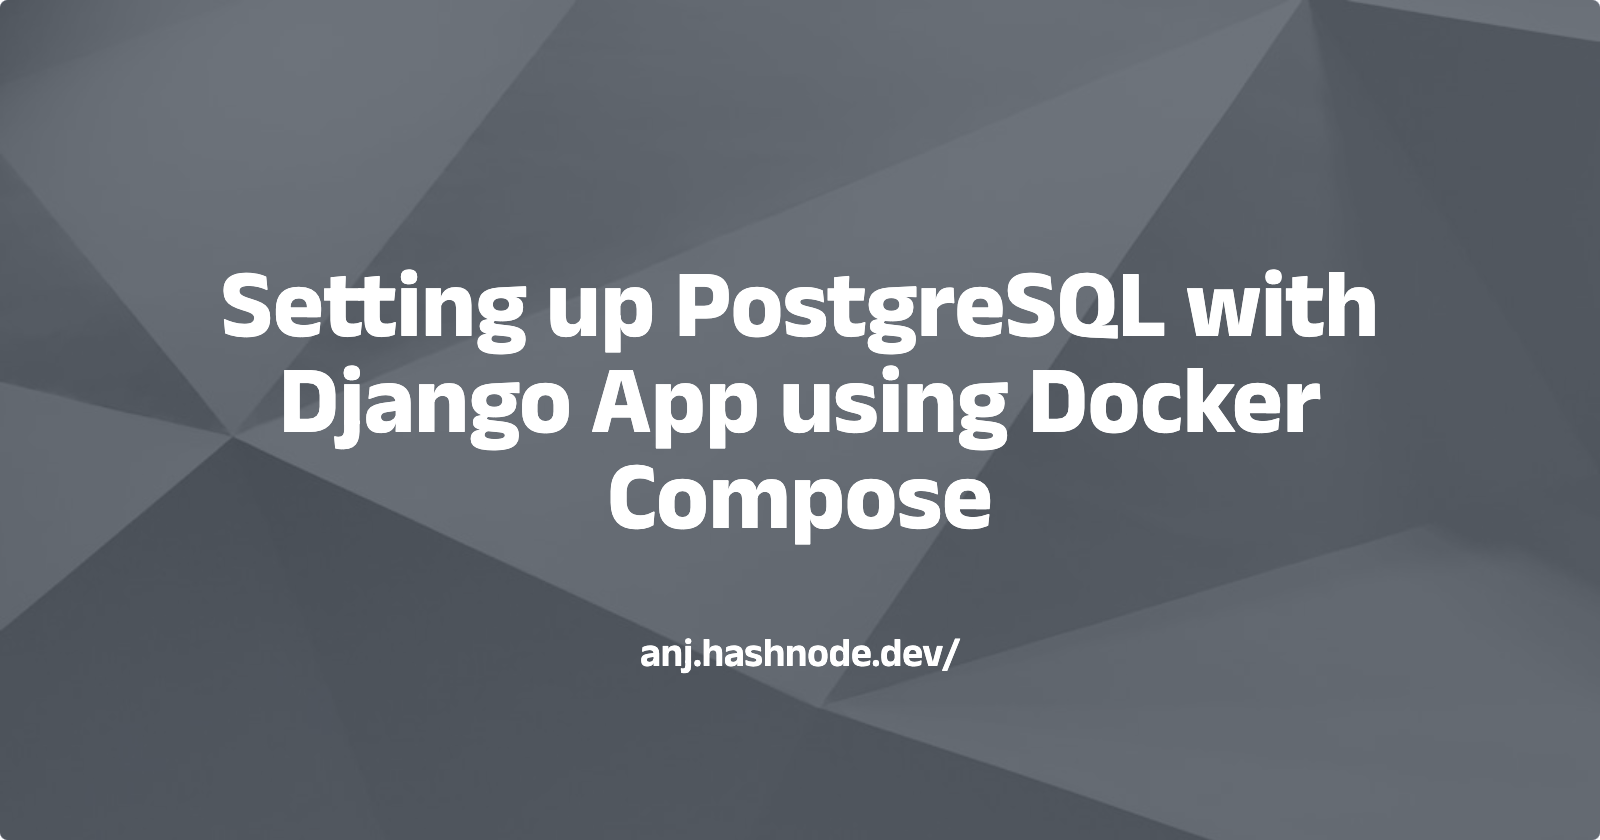 Setting up PostgreSQL with
Django App using Docker
Compose
anj.hashnode.dev/